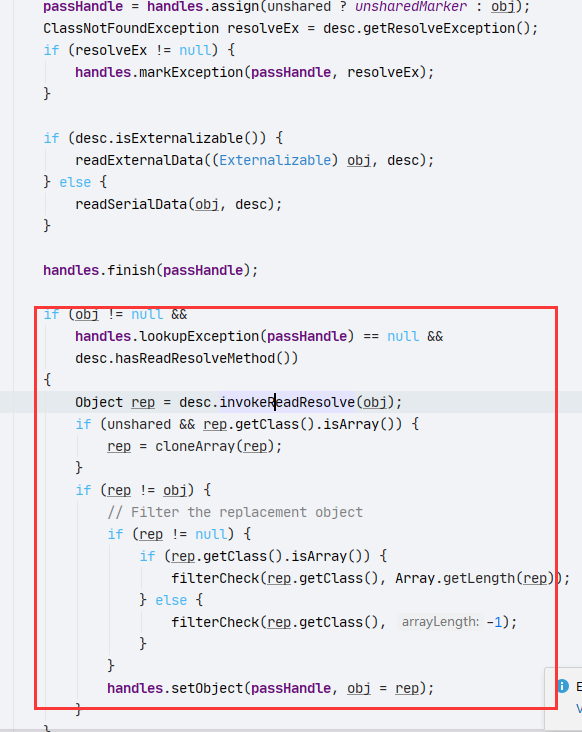 passHandle = handles.assign(unshared ? unsharedMarker : obj);
ClassNotFoundException resolveEx = desc.getResolveException();
if (resolveEx != null) {
    handles.markException(passHandle, resolveEx);
}
if (desc.isExternalizable()) {
    readExternalData((Externalizable) obj, desc);
} else {
    readSerialData(obj, desc);
}
handles.finish(passHandle);
if (obj != null &&
    handles.lookupException(passHandle) == null &&
    desc.hasReadResolveMethod())
{
    Object rep = desc.invokeReadResolve(obj);
    if (unshared && rep.getClass().isArray()) {
        rep = cloneArray(rep);
    }
    if (rep != obj) {
        // Filter the replacement object
        if (rep != null) {
            if (rep.getClass().isArray()) {
                filterCheck(rep.getClass(), Array.getLength(rep));
            } else {
                filterCheck(rep.getClass(), arrayLength: -1);
            }
        }
        handles.setObject(passHandle, obj = rep);
    }
}